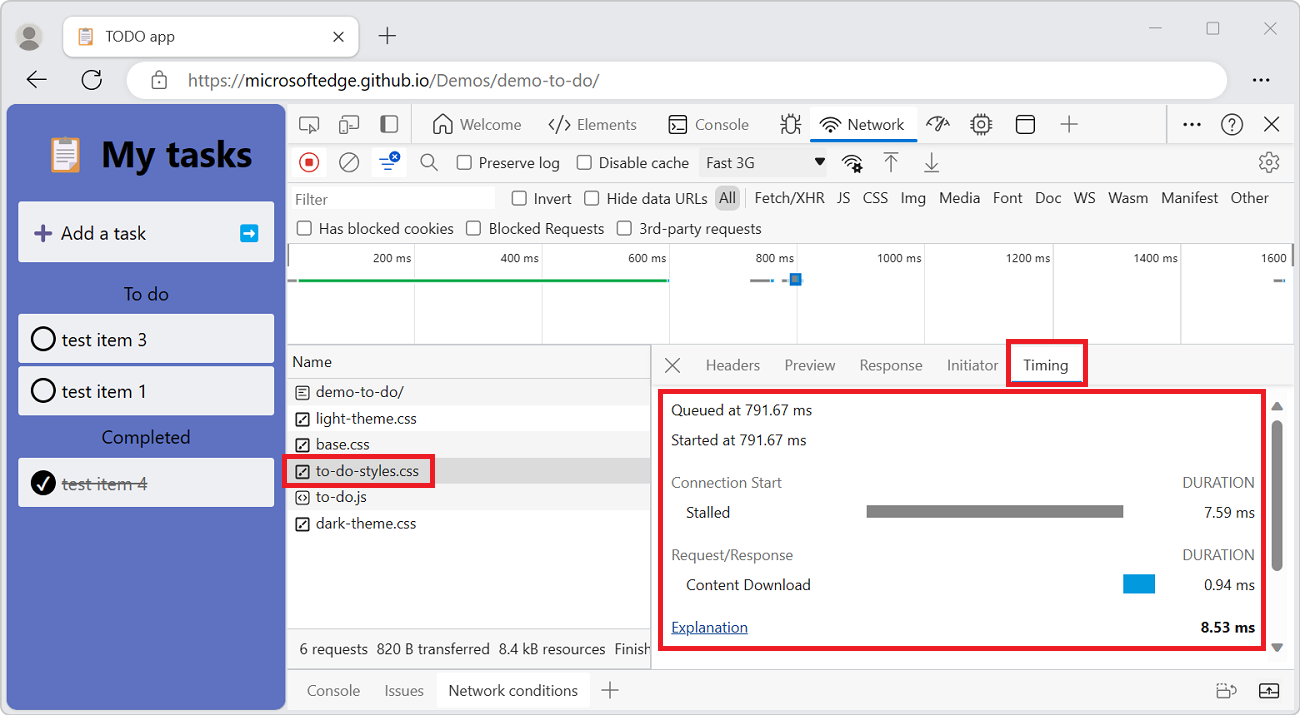 TODO app
https://microsoftedge.github.io/Demos/demo-to-do/
My tasks
Add a task
To do
test item 3
test item 1
Completed
test item 4
Welcome Elements Console Network
Preserve log Disable cache Fast 3G
Filter Invert Hide data URLs All Fetch/XHR JS CSS Img Media Font Doc WS Wasm Manifest Other
Has blocked cookies Blocked Requests 3rd-party requests
200 ms 400 ms 600 ms 800 ms 1000 ms 1200 ms 1400 ms 1600
Name
demo-to-do/
light-theme.css
base.css
to-do-styles.css
to-do.js
dark-theme.css
6 requests 820 B transferred 8.4 kB resources Finish
Headers Preview Response Initiator Timing
Queued at 791.67 ms
Started at 791.67 ms
Connection Start DURATION
Stalled 7.59 ms
Request/Response DURATION
Content Download 0.94 ms
Explanation 8.53 ms
Console Issues Network conditions